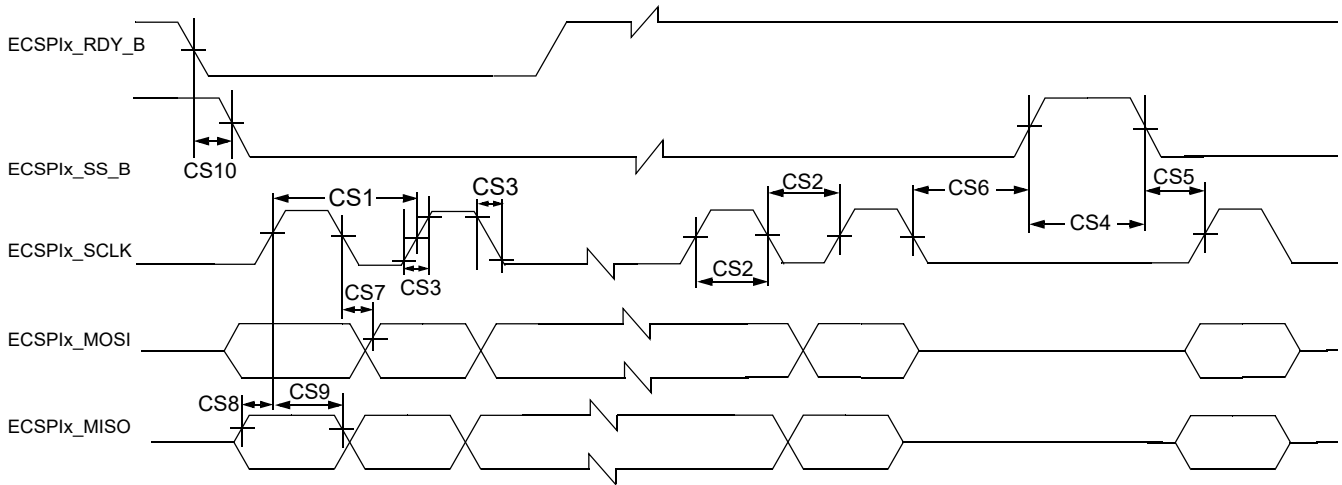 ECSPIx_RDY_B
CS10
ECSPIx_SS_B
CS1
CS3
CS2
CS6
CS5
CS4
ECSPIx_SCLK
CS3
CS2
CS7
ECSPIx_MOSI
CS8
CS9
ECSPIx_MISO